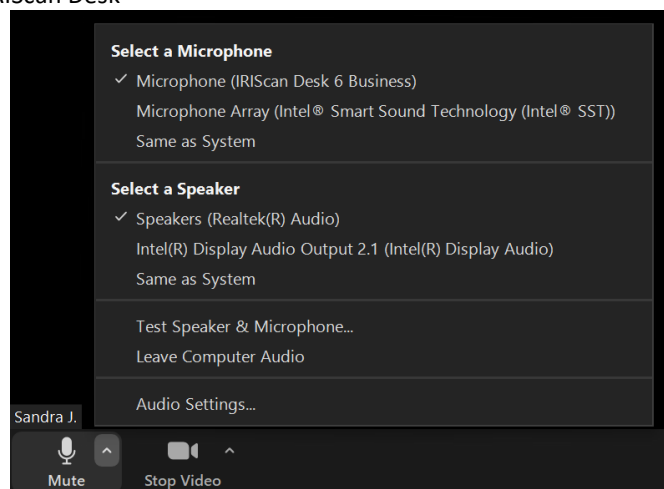 Select a Microphone
✓ Microphone (IRIScan Desk 6 Business)
Microphone Array (Intel® Smart Sound Technology (Intel® SST))
Same as System
Select a Speaker
✓ Speakers (Realtek(R) Audio)
Intel(R) Display Audio Output 2.1 (Intel(R) Display Audio)
Same as System
Test Speaker & Microphone...
Leave Computer Audio
Audio Settings...
Sandra J.
Mute Stop Video